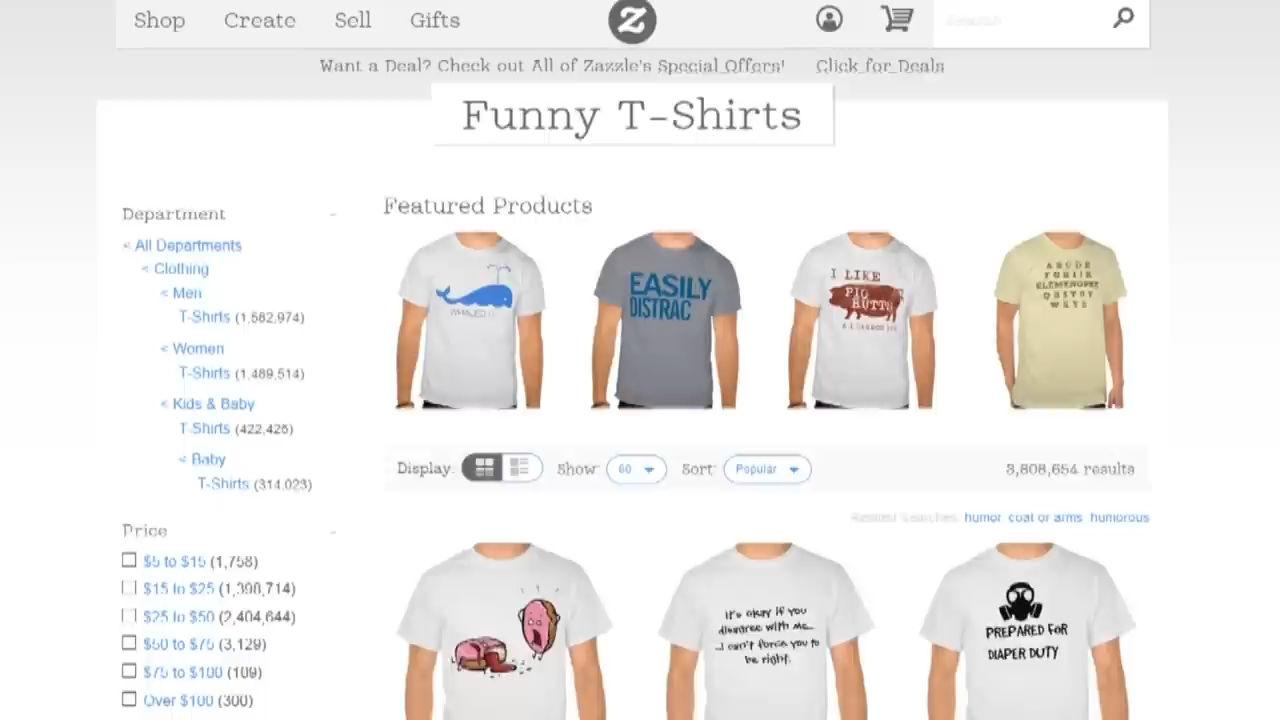 Shop Create Sell Gifts
Z
Search
Want a Deal? Check out All of Zazzle's Special Offers! Click for Deals
Funny T-Shirts
Department -
< All Departments
< Clothing
< Men
T-Shirts (1,582,974)
< Women
T-Shirts (1,489,514)
< Kids & Baby
T-Shirts (422,426)
< Baby
T-Shirts (314,023)
Price -
$5 to $15 (1,758)
$15 to $25 (1,390,714)
$25 to $50 (2,404,644)
$50 to $75 (3,129)
$75 to $100 (109)
Over $100 (300)
Featured Products
EASILY
DISTRAC
I LIKE
PIG
BUTTS
Display: Show: 60 Sort: Popular 3,808,654 results
Related Searches: humor, coat of arms, humorous
It's okay if you
disagree with me...
...I can't force you to
be right.
PREPARED FOR
DIAPER DUTY